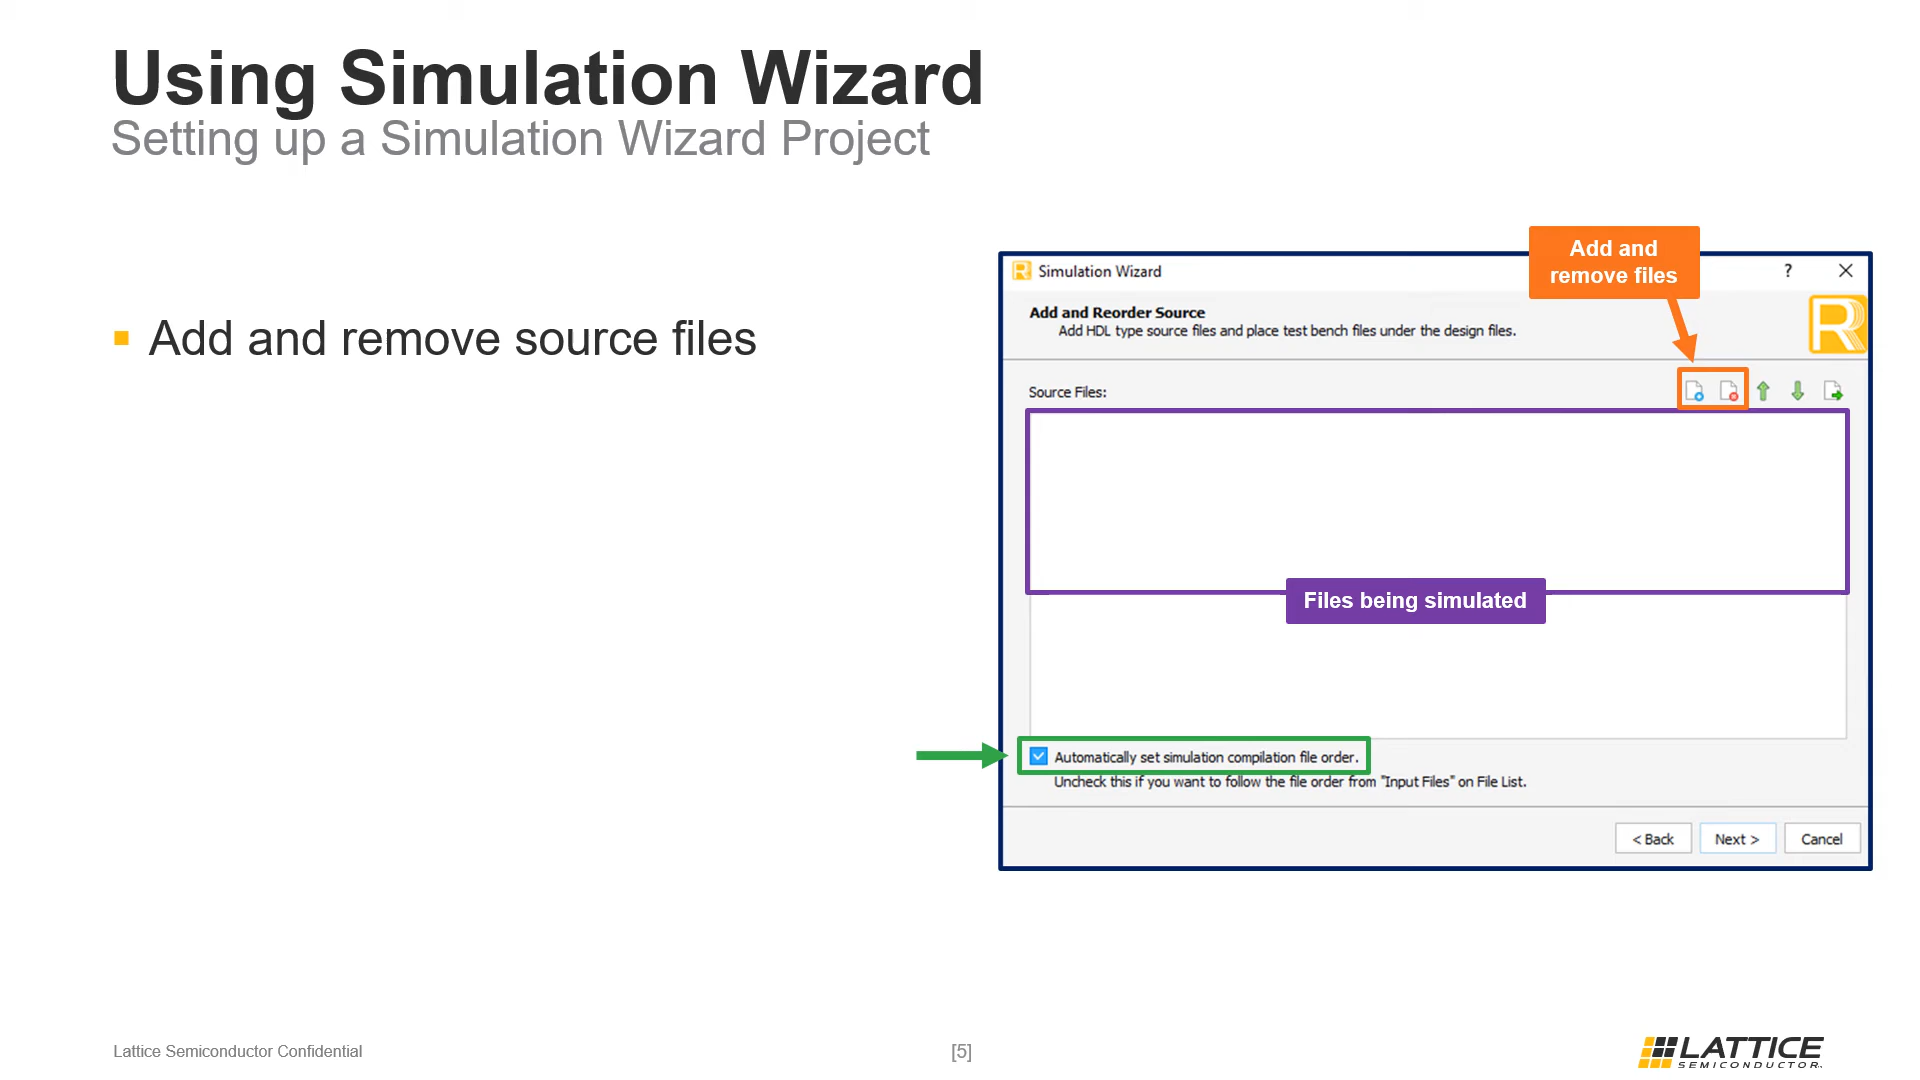 Using Simulation Wizard
Setting up a Simulation Wizard Project
Add and remove source files
Add and
remove files
Simulation Wizard
?
Add and Reorder Source
Add HDL type source files and place test bench files under the design files.
Source Files:
Files being simulated
Automatically set simulation compilation file order.
Uncheck this if you want to follow the file order from "Input Files" on File List.
< Back
Next >
Cancel
Lattice Semiconductor Confidential
[5]
LATTICE
SEMICONDUCTOR